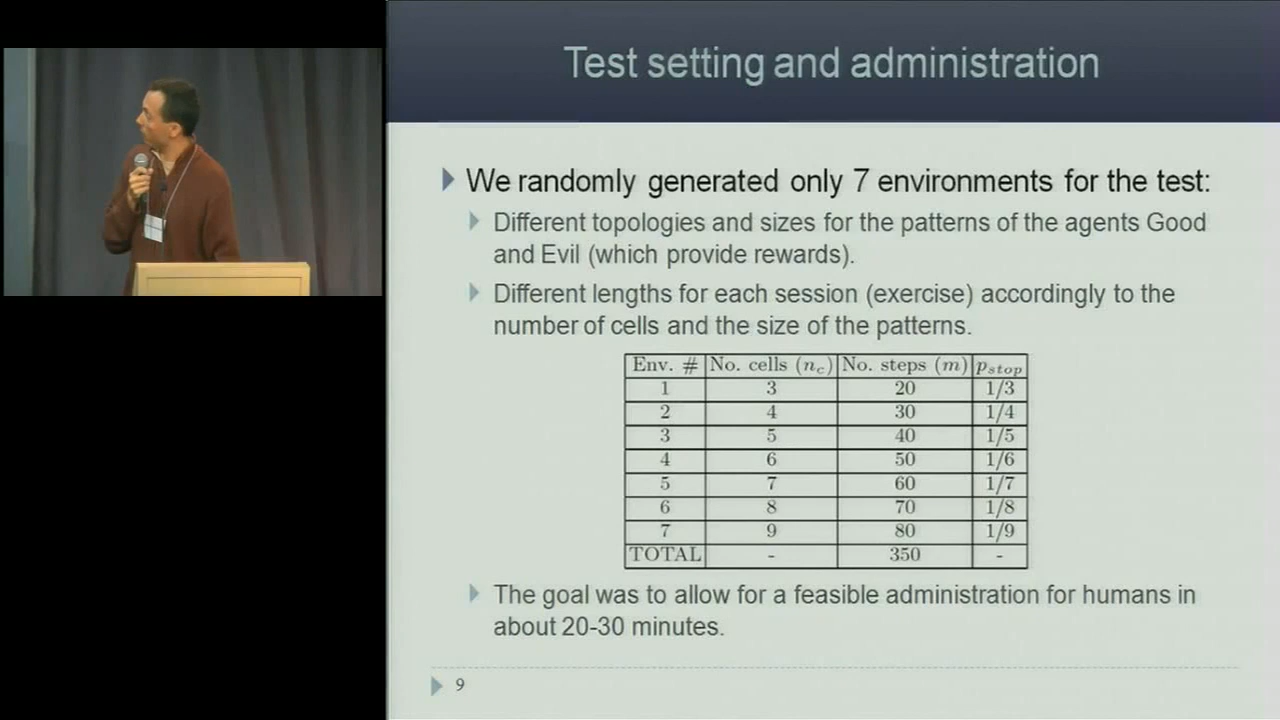 Test setting and administration
We randomly generated only 7 environments for the test:
Different topologies and sizes for the patterns of the agents Good
and Evil (which provide rewards).
Different lengths for each session (exercise) accordingly to the
number of cells and the size of the patterns.
Env. # No. cells (n_c) No. steps (m) p_stop
1 3 20 1/3
2 4 30 1/4
3 5 40 1/5
4 6 50 1/6
5 7 60 1/7
6 8 70 1/8
7 9 80 1/9
TOTAL - 350 -
The goal was to allow for a feasible administration for humans in
about 20-30 minutes.
9